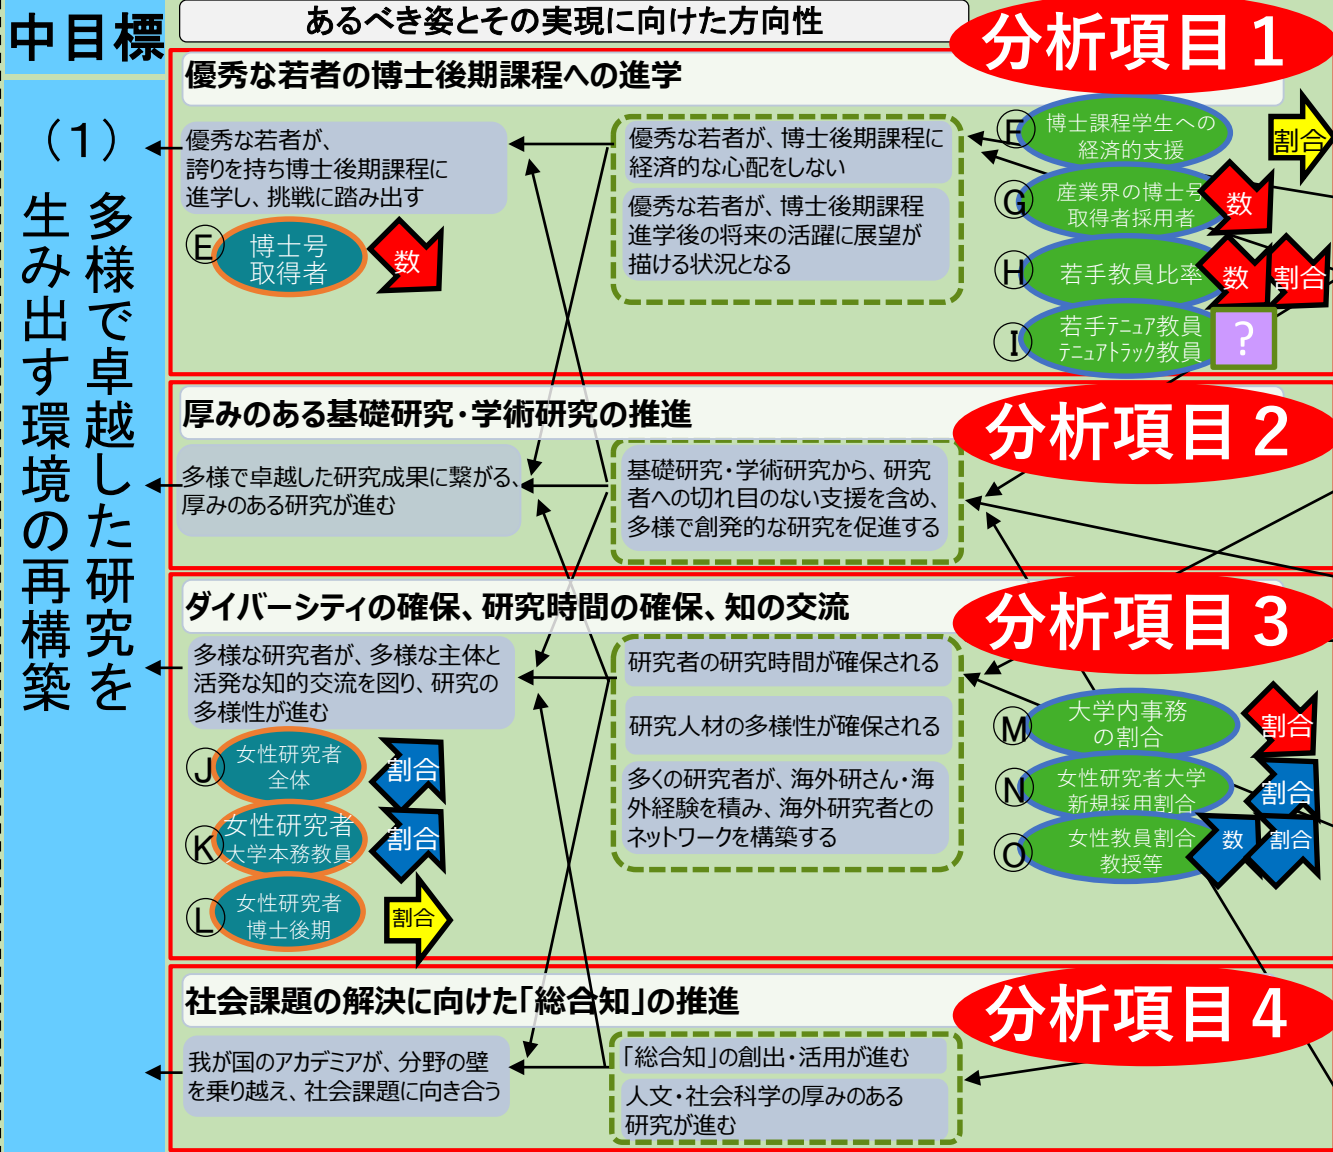 中目標
(1)
多様で卓越した研究を
生み出す環境の再構築
あるべき姿とその実現に向けた方向性
分析項目1
優秀な若者の博士後期課程への進学
優秀な若者が、
誇りを持ち博士後期課程に
進学し、挑戦に踏み出す
Ⓔ
博士号
取得者
数
優秀な若者が、博士後期課程に
経済的な心配をしない
優秀な若者が、博士後期課程
進学後の将来の活躍に展望が
描ける状況となる
Ⓕ
博士課程学生への
経済的支援
割合
Ⓖ
産業界の博士号
取得者採用者
数
Ⓗ
若手教員比率
数
割合
Ⓘ
若手テニュア教員
テニュアトラック教員
?
分析項目2
厚みのある基礎研究・学術研究の推進
多様で卓越した研究成果に繋がる、
厚みのある研究が進む
基礎研究・学術研究から、研究
者への切れ目のない支援を含め、
多様で創発的な研究を促進する
分析項目3
ダイバーシティの確保、研究時間の確保、知の交流
多様な研究者が、多様な主体と
活発な知的交流を図り、研究の
多様性が進む
Ⓙ
女性研究者
全体
割合
Ⓚ
女性研究者
大学本務教員
割合
Ⓛ
女性研究者
博士後期
割合
研究者の研究時間が確保される
研究人材の多様性が確保される
多くの研究者が、海外研さん・海
外経験を積み、海外研究者との
ネットワークを構築する
Ⓜ
大学内事務
の割合
割合
Ⓝ
女性研究者大学
新規採用割合
割合
Ⓞ
女性教員割合
教授等
数
割合
分析項目4
社会課題の解決に向けた「総合知」の推進
我が国のアカデミアが、分野の壁
を乗り越え、社会課題に向き合う
「総合知」の創出・活用が進む
人文・社会科学の厚みのある
研究が進む